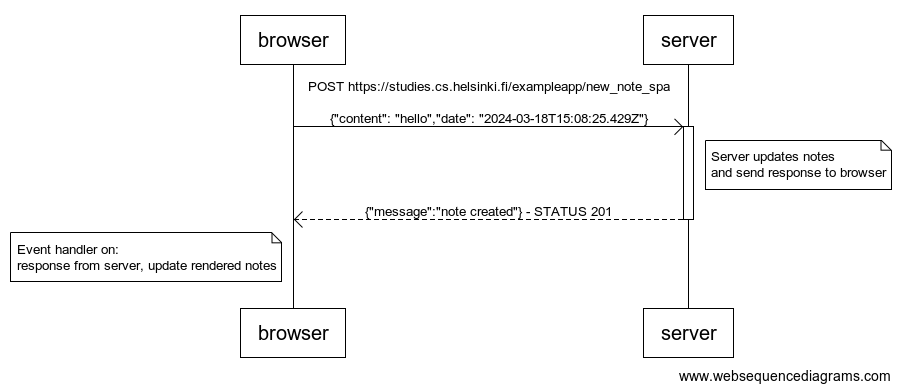 browser
server
POST https://studies.cs.helsinki.fi/exampleapp/new_note_spa
{"content": "hello","date": "2024-03-18T15:08:25.429Z"}
Server updates notes
and send response to browser
{"message":"note created"} - STATUS 201
Event handler on:
response from server, update rendered notes
browser
server
www.websequencediagrams.com